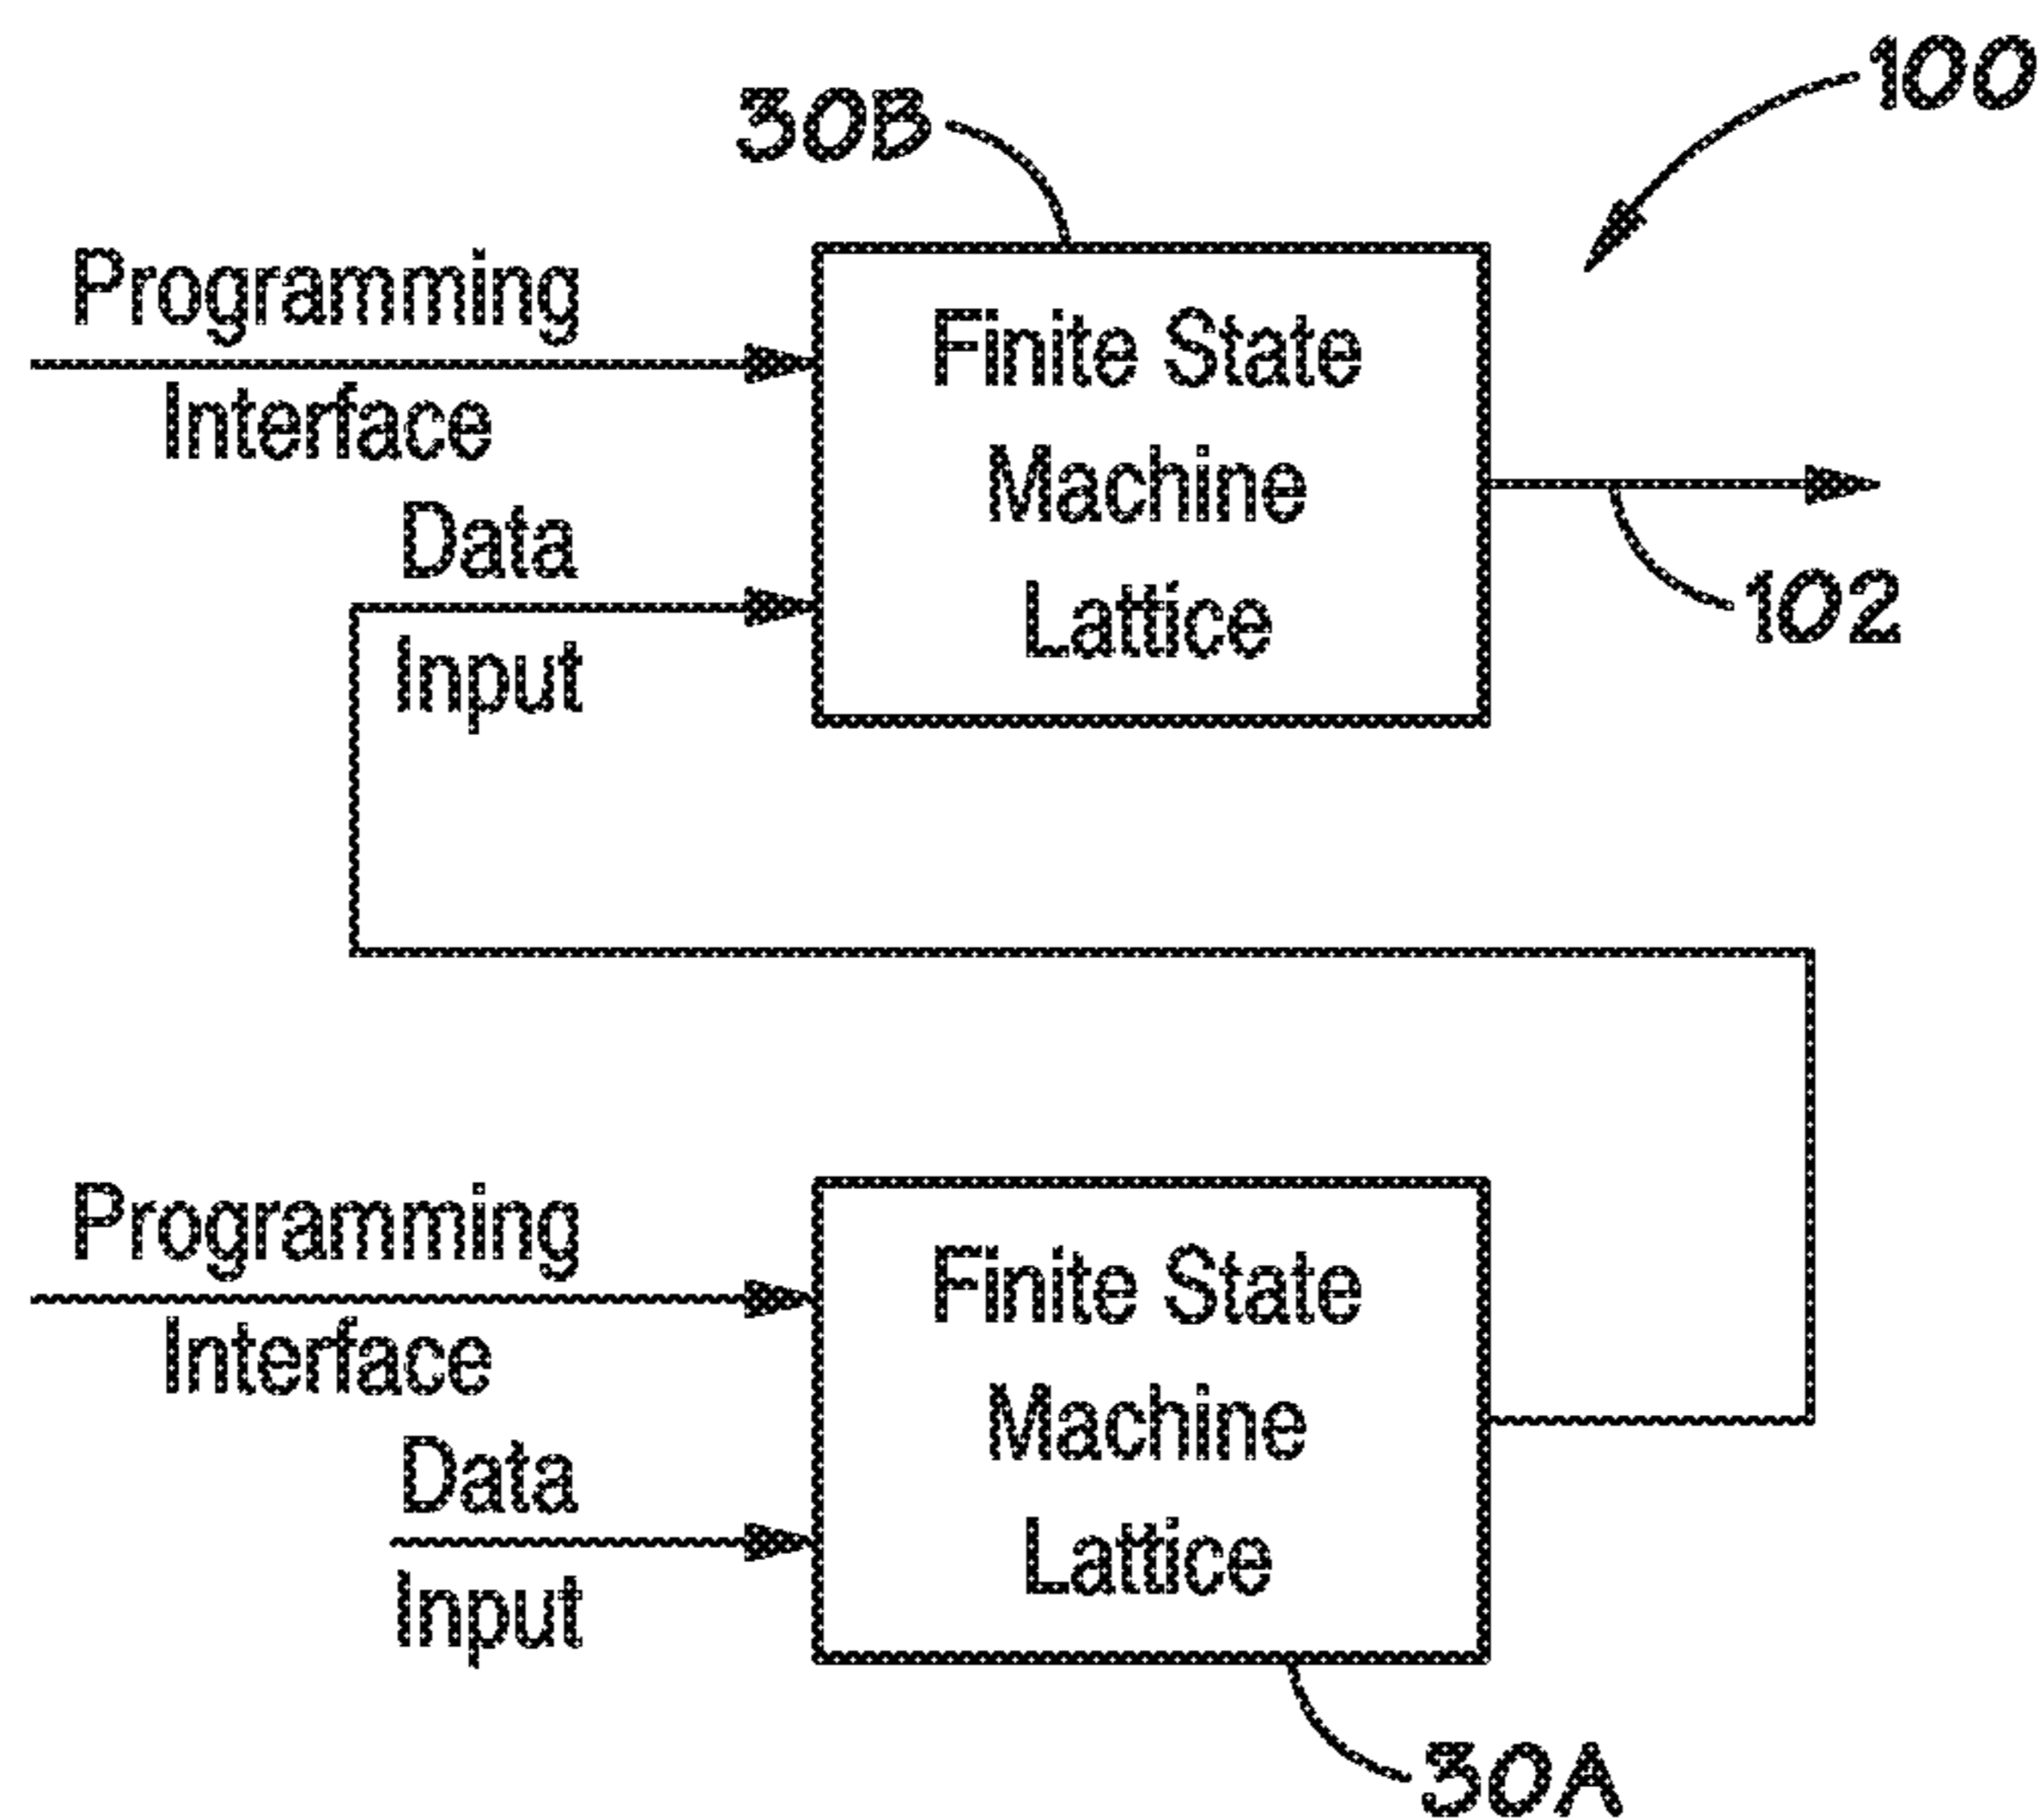 100
30B
Programming
Interface
Data
Input
Finite State
Machine
Lattice
102
Programming
Interface
Data
Input
Finite State
Machine
Lattice
30A